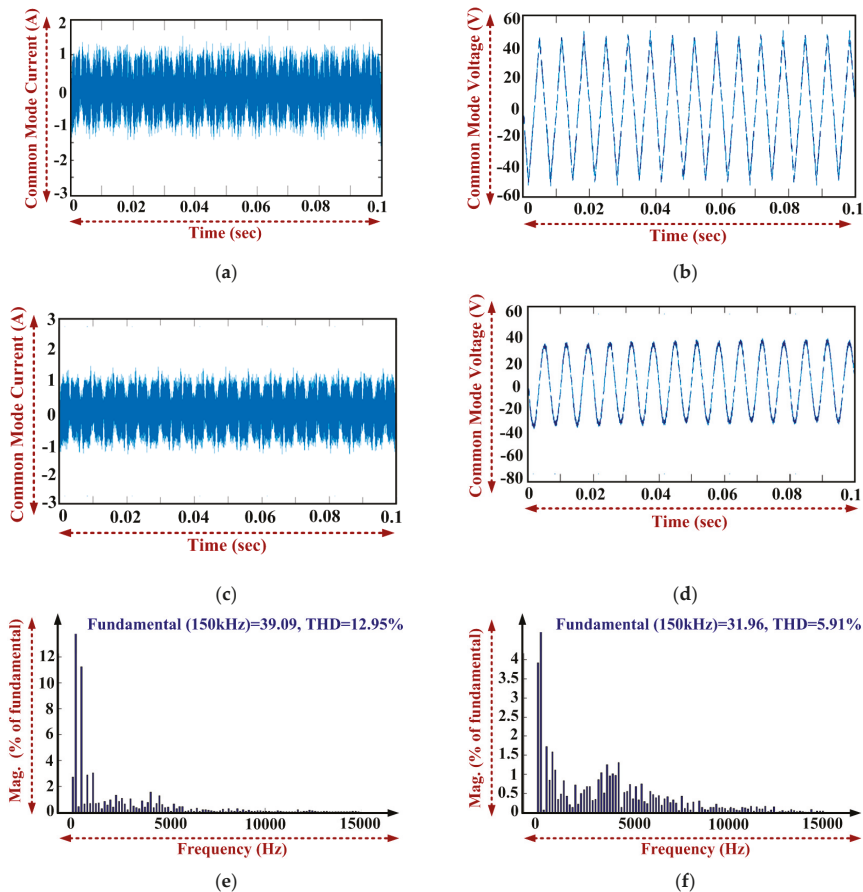 Common Mode Current (A)
2
1
0
-1
-2
-3
0 0.02 0.04 0.06 0.08 0.1
Time (sec)
(a)
Common Mode Voltage (V)
60
40
20
0
-20
-40
-60
0 0.02 0.04 0.06 0.08 0.1
Time (sec)
(b)
Common Mode Current (A)
3
2
1
0
-1
-2
-3
0 0.02 0.04 0.06 0.08 0.1
Time (sec)
(c)
Common Mode Voltage (V)
60
40
20
0
-20
-40
-60
-80
0 0.02 0.04 0.06 0.08 0.1
Time (sec)
(d)
Fundamental (150kHz)=39.09, THD=12.95%
Mag. (% of fundamental)
12
10
8
6
4
2
0
0 5000 10000 15000
Frequency (Hz)
(e)
Fundamental (150kHz)=31.96, THD=5.91%
Mag. (% of fundamental)
4
3.5
3
2.5
2
1.5
1
0.5
0 5000 10000 15000
Frequency (Hz)
(f)